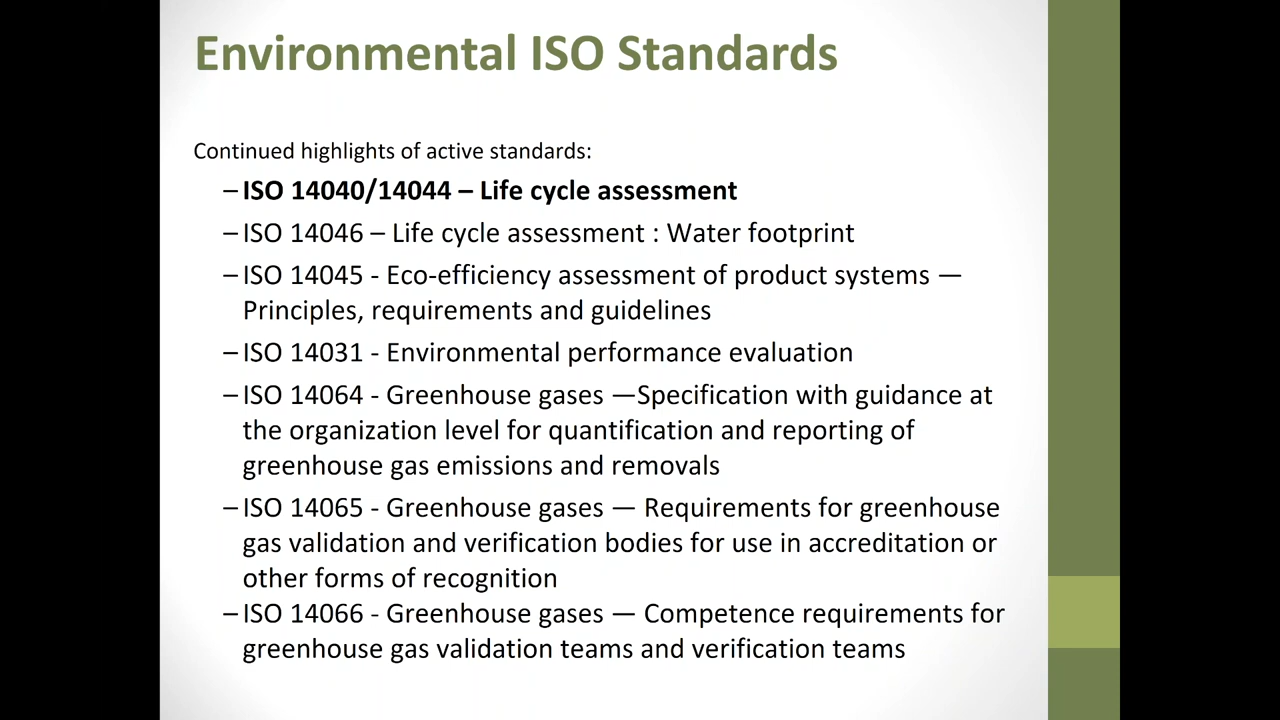 Environmental ISO Standards
Continued highlights of active standards:
– ISO 14040/14044 – Life cycle assessment
– ISO 14046 – Life cycle assessment : Water footprint
– ISO 14045 - Eco-efficiency assessment of product systems —
Principles, requirements and guidelines
– ISO 14031 - Environmental performance evaluation
– ISO 14064 - Greenhouse gases —Specification with guidance at
the organization level for quantification and reporting of
greenhouse gas emissions and removals
– ISO 14065 - Greenhouse gases — Requirements for greenhouse
gas validation and verification bodies for use in accreditation or
other forms of recognition
– ISO 14066 - Greenhouse gases — Competence requirements for
greenhouse gas validation teams and verification teams